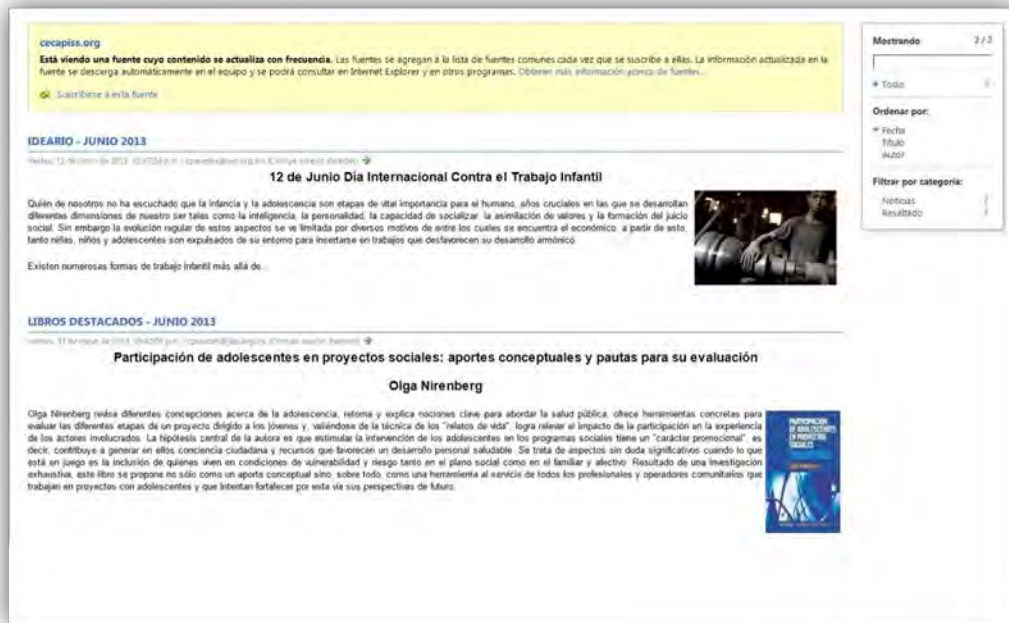 cecapiss.org
Está viendo una fuente cuyo contenido se actualiza con frecuencia. Las fuentes se agregan a la lista de fuentes comunes cada vez que se suscribe a ellas. La información actualizada en la
fuente se descarga automáticamente en el equipo y se podrá consultar en Internet Explorer y en otros programas. Obtener más información acerca de fuentes.
Suscribirse a esta fuente
IDEARIO - JUNIO 2013
12 de Junio Día Internacional Contra el Trabajo Infantil
Quién de nosotros no ha escuchado que la infancia y la adolescencia son etapas de vital importancia para el humano, años cruciales en las que se desarrollan
diferentes dimensiones de nuestro ser tales como la inteligencia, la personalidad, la capacidad de socializar, la asimilación de valores y la formación del juicio
social. Sin embargo la evolución regular de estos aspectos se ve limitada por diversos motivos de entre los cuales se encuentra el económico, a partir de esto,
tanto niñas, niños y adolescentes son expulsados de su entorno para insertarse en trabajos que desfavorecen su desarrollo armónico.
Existen numerosas formas de trabajo infantil más allá de...
LIBROS DESTACADOS - JUNIO 2013
Participación de adolescentes en proyectos sociales: aportes conceptuales y pautas para su evaluación
Olga Nirenberg
Olga Nirenberg revisa diferentes concepciones acerca de la adolescencia, retoma y explica nociones clave para abordar la salud pública, ofrece herramientas concretas para
evaluar las diferentes etapas de un proyecto dirigido a los jóvenes y, valiéndose de la técnica de los "relatos de vida", logra relevar el impacto de la participación en la experiencia
de los actores involucrados. La hipótesis central de la autora es que estimular la intervención de los adolescentes en los programas sociales tiene un "carácter promocional", es
decir, contribuye a generar en ellos conciencia ciudadana y recursos que favorecen un desarrollo personal saludable. Se trata de aspectos sin duda significativos cuando lo que
está en juego es la inclusión de quienes viven en condiciones de vulnerabilidad y riesgo tanto en el plano social como en el familiar y afectivo. Resultado de una investigación
exhaustiva, este libro se propone no sólo como un aporte conceptual sino, sobre todo, como una herramienta al servicio de todos los profesionales y operadores comunitarios que
trabajan en proyectos con adolescentes y que intentan fortalecer por esta vía sus perspectivas de futuro.
PARTICIPACIÓN
DE ADOLESCENTES
EN PROYECTOS
SOCIALES
Mostrando 2 / 2
Todo
Ordenar por:
Fecha
Título
Autor
Filtrar por categoría:
Noticias
Resaltado